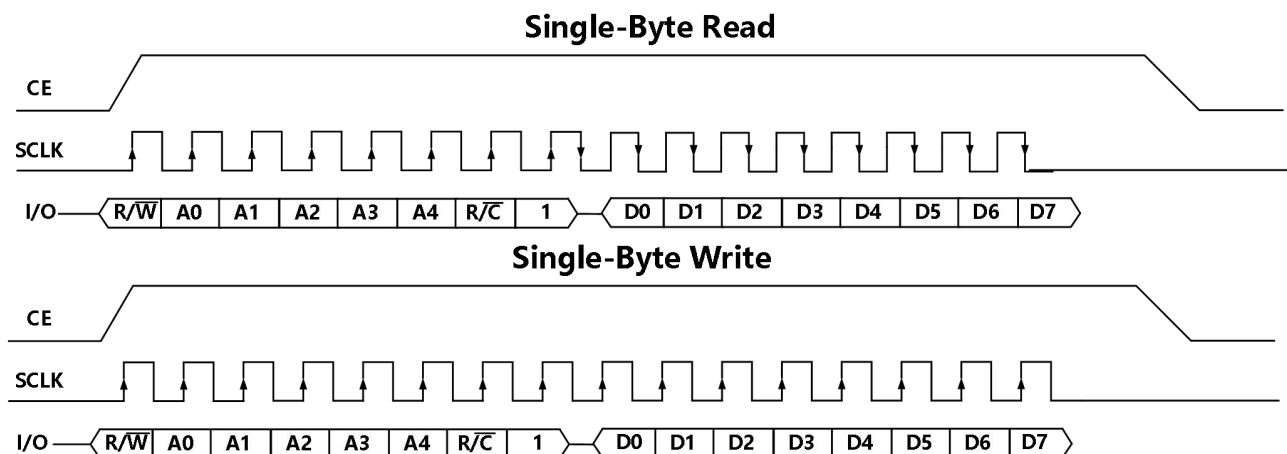 Single-Byte Read
CE
SCLK
I/O R/W̅ A0 A1 A2 A3 A4 R/C̅ 1 D0 D1 D2 D3 D4 D5 D6 D7
Single-Byte Write
CE
SCLK
I/O R/W̅ A0 A1 A2 A3 A4 R/C̅ 1 D0 D1 D2 D3 D4 D5 D6 D7